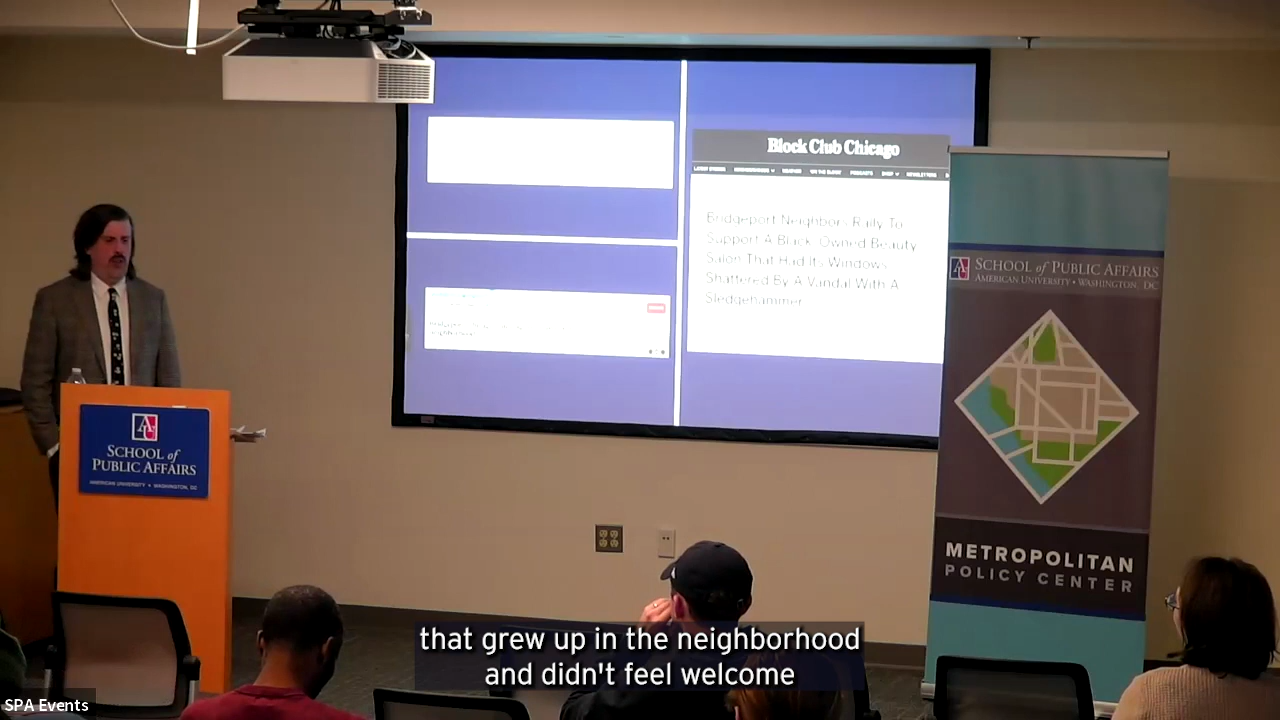 Block Club Chicago
Bridgeport Neighbors Rally To
Support A Black-Owned Beauty
Salon That Had Its Windows
Shattered By A Vandal With A
Sledgehammer
SCHOOL of PUBLIC AFFAIRS
AMERICAN UNIVERSITY • WASHINGTON, DC
METROPOLITAN
POLICY CENTER
SCHOOL of
PUBLIC AFFAIRS
AMERICAN UNIVERSITY • WASHINGTON, DC
that grew up in the neighborhood
and didn't feel welcome
SPA Events